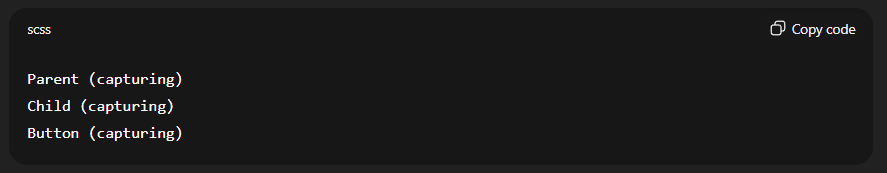 scss
Copy code
Parent (capturing)
Child (capturing)
Button (capturing)